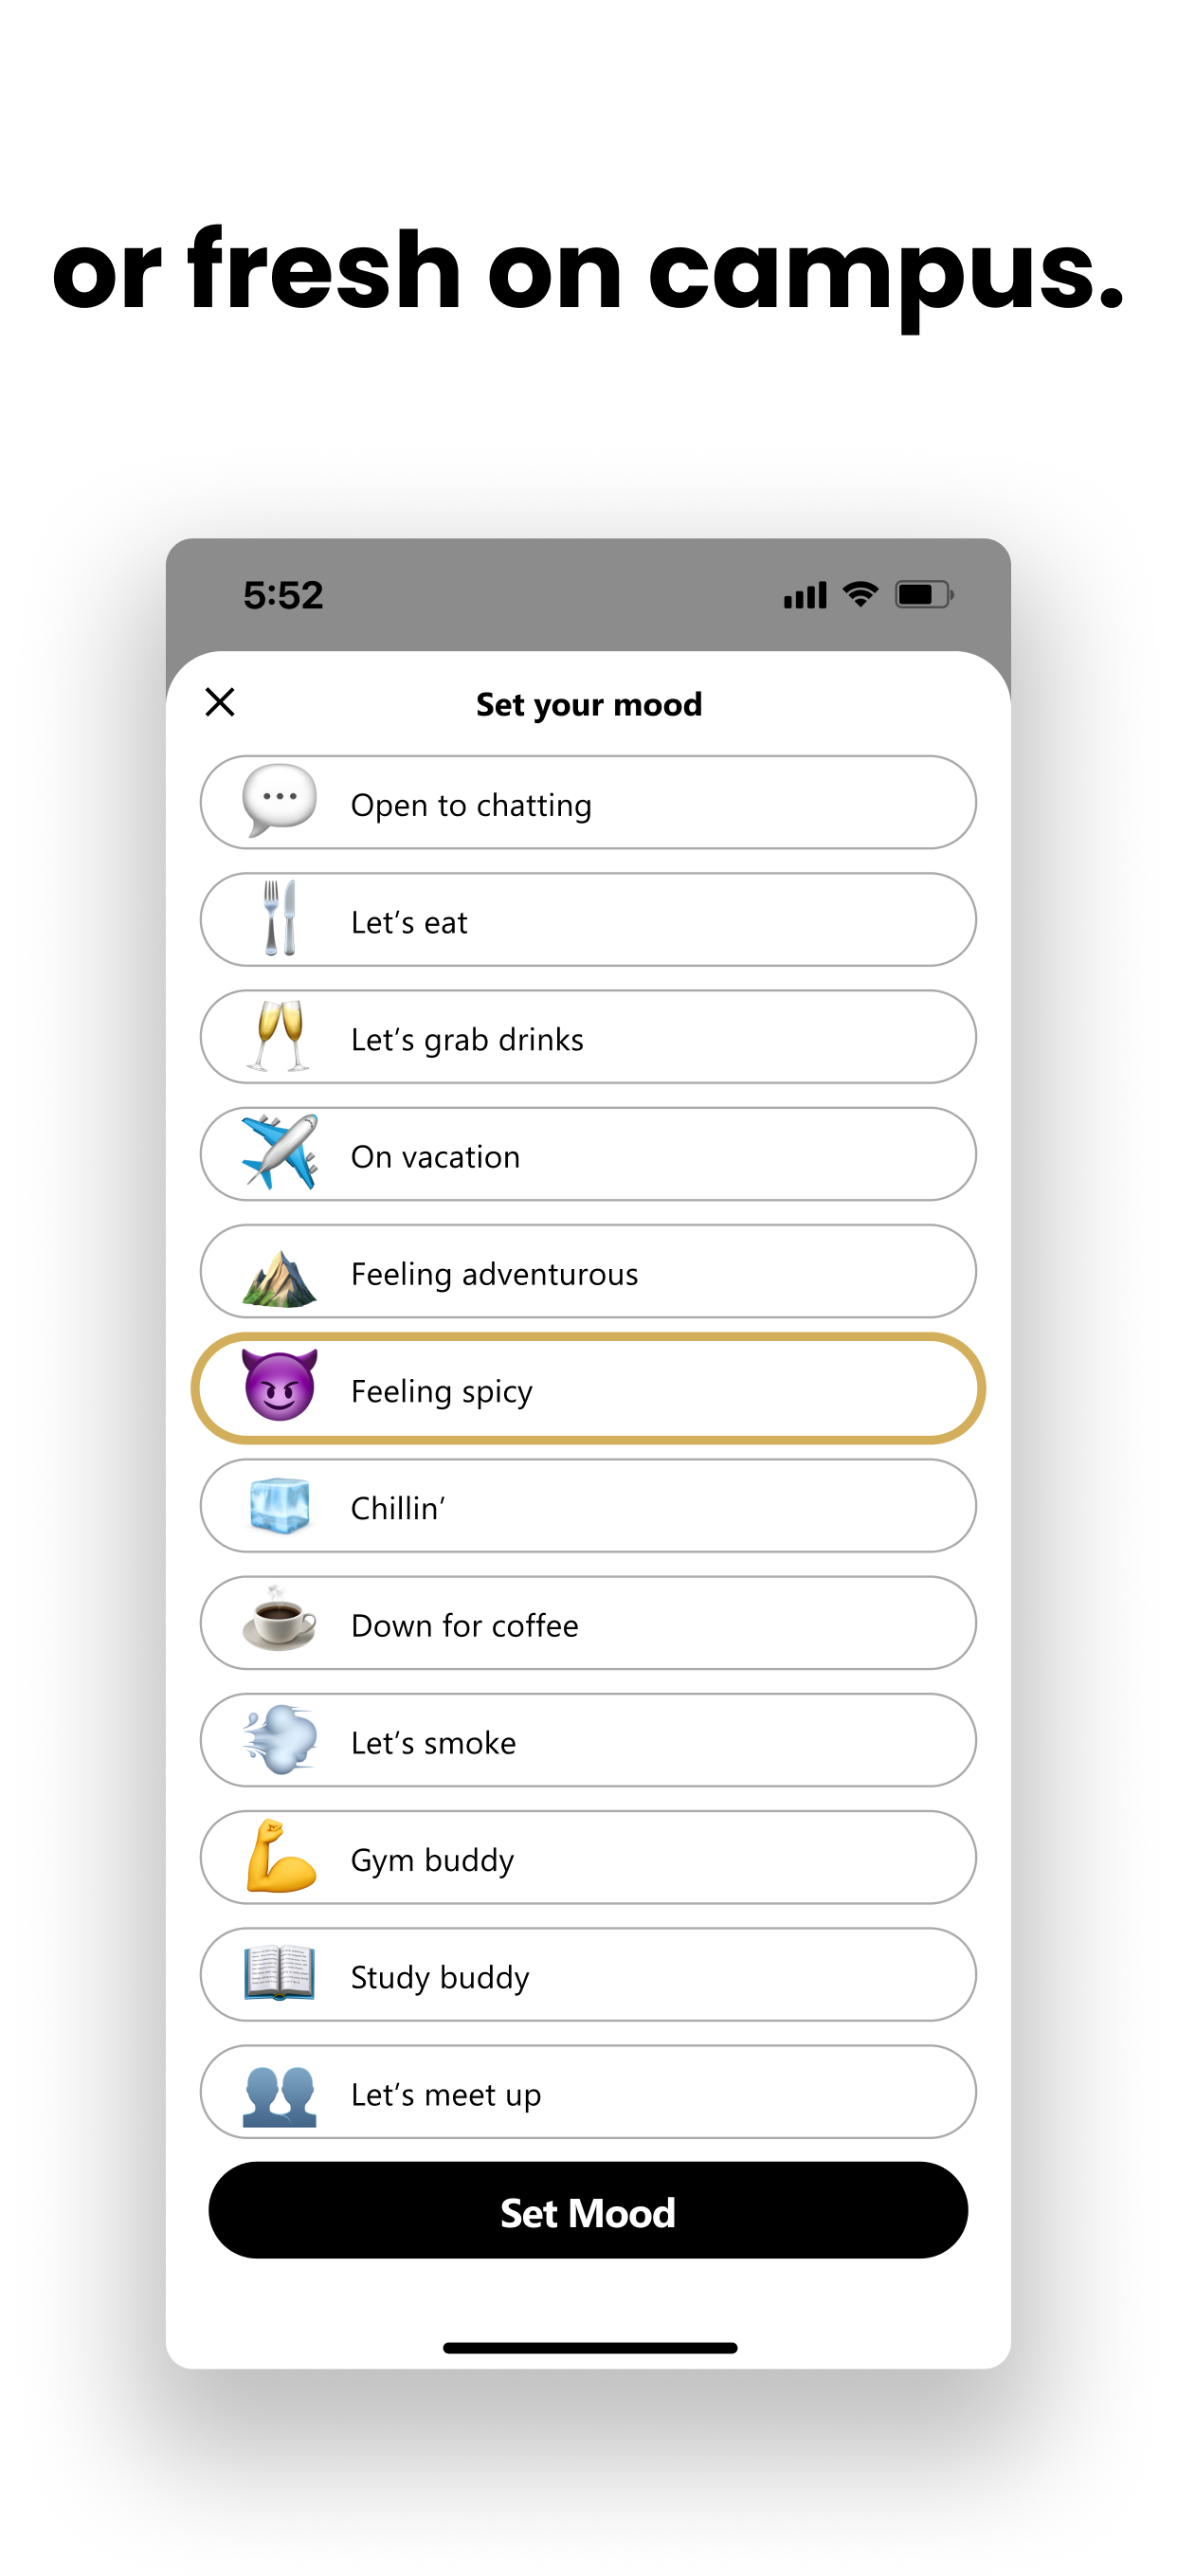 or fresh on campus.
5:52
Set your mood
Open to chatting
Let’s eat
Let’s grab drinks
On vacation
Feeling adventurous
Feeling spicy
Chillin’
Down for coffee
Let’s smoke
Gym buddy
Study buddy
Let’s meet up
Set Mood